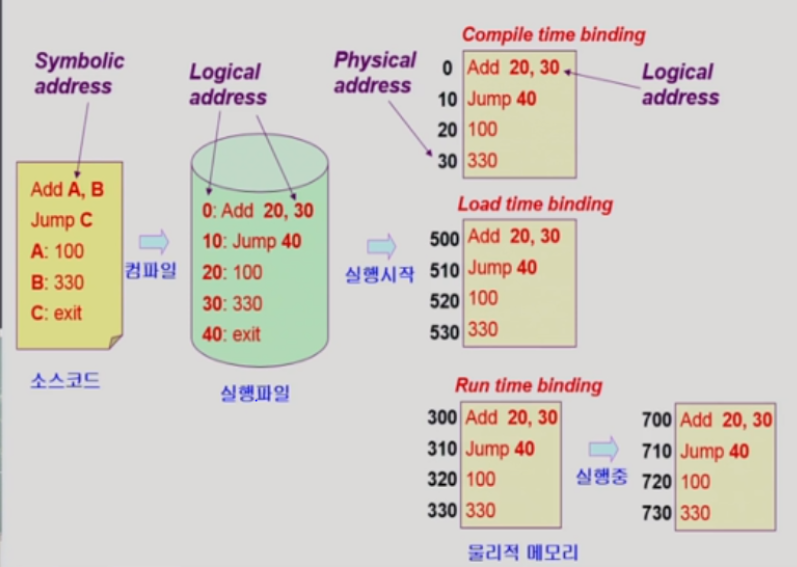 Symbolic
address
Add A, B
Jump C
A: 100
B: 330
C: exit
소스코드
컴파일
Logical
address
0: Add 20, 30
10: Jump 40
20: 100
30: 330
40: exit
실행파일
실행시작
Physical
address
Compile time binding
0 Add 20, 30
10 Jump 40
20 100
30 330
Logical
address
Load time binding
500 Add 20, 30
510 Jump 40
520 100
530 330
Run time binding
300 Add 20, 30
310 Jump 40
320 100
330 330
실행중
700 Add 20, 30
710 Jump 40
720 100
730 330
물리적 메모리